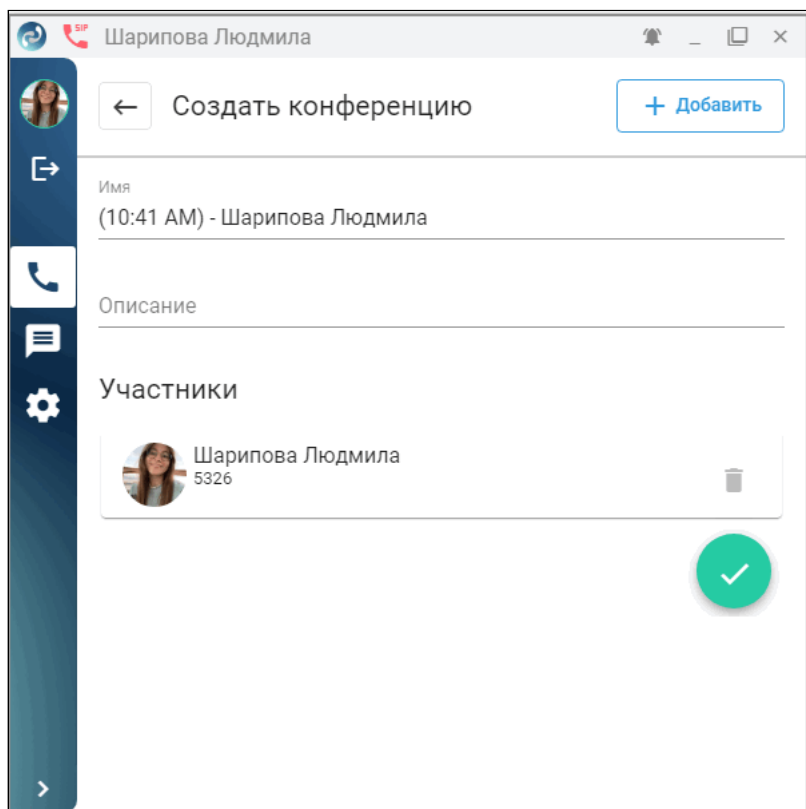 SIP Шарипова Людмила
Создать конференцию
+ Добавить
Имя
(10:41 AM) - Шарипова Людмила
Описание
Участники
Шарипова Людмила
5326